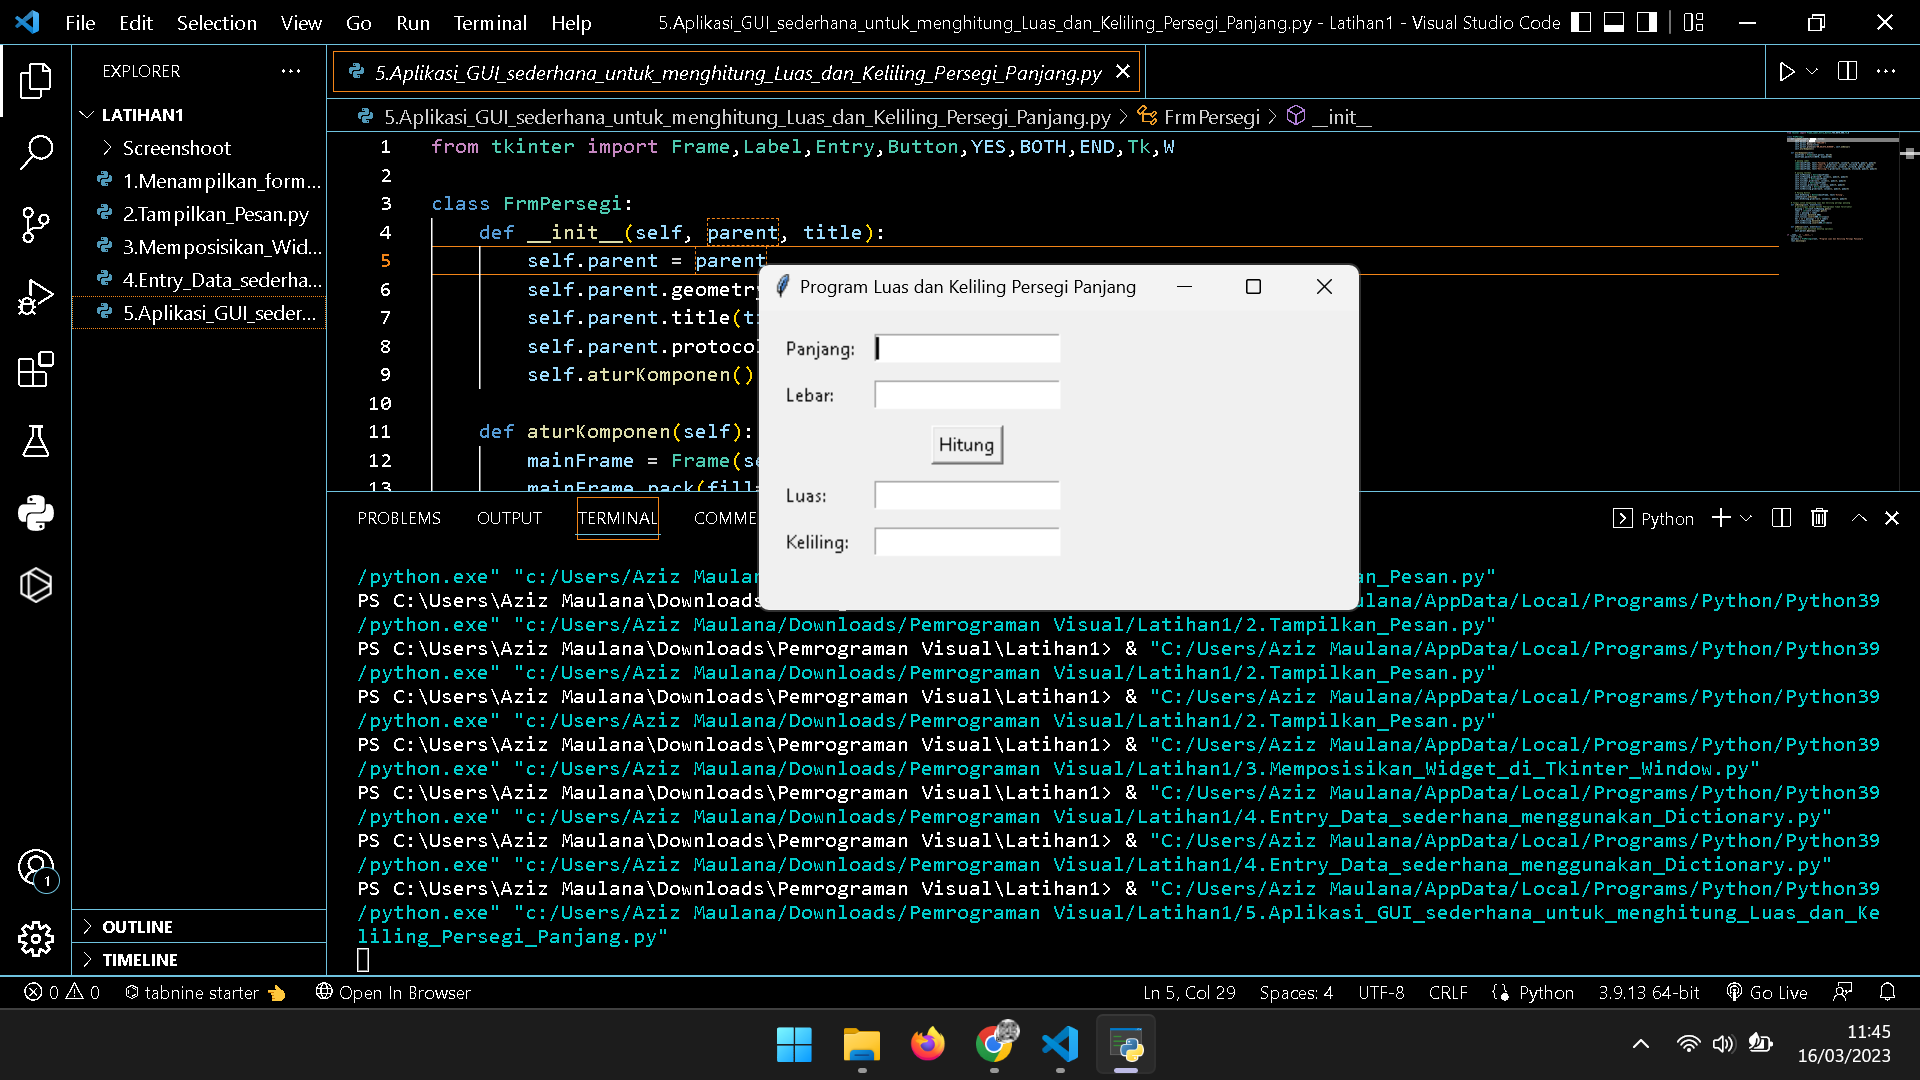 File Edit Selection View Go Run Terminal Help 5.Aplikasi_GUI_sederhana_untuk_menghitung_Luas_dan_Keliling_Persegi_Panjang.py - Latihan1 - Visual Studio Code
EXPLORER
LATIHAN1
Screenshoot
1.Menampilkan_form...
2.Tampilkan_Pesan.py
3.Memposisikan_Wid...
4.Entry_Data_sederha...
5.Aplikasi_GUI_seder...
OUTLINE
TIMELINE
5.Aplikasi_GUI_sederhana_untuk_menghitung_Luas_dan_Keliling_Persegi_Panjang.py
5.Aplikasi_GUI_sederhana_untuk_menghitung_Luas_dan_Keliling_Persegi_Panjang.py > FrmPersegi > __init__
1 from tkinter import Frame,Label,Entry,Button,YES,BOTH,END,Tk,W
2
3 class FrmPersegi:
4 def __init__(self, parent, title):
5 self.parent = parent
6 self.parent.geometry
7 self.parent.title(
8 self.parent.protoco
9 self.aturKomponen()
10
11 def aturKomponen(self):
12 mainFrame = Frame(
13 mainFrame.pack(fill
Program Luas dan Keliling Persegi Panjang
Panjang:
Lebar:
Hitung
Luas:
Keliling:
PROBLEMS OUTPUT TERMINAL COMME
Python
/python.exe" "c:/Users/Aziz Maulan an_Pesan.py"
PS C:\Users\Aziz Maulana\Downloads ulana/AppData/Local/Programs/Python/Python39
/python.exe" "c:/Users/Aziz Maulana/Downloads/Pemrograman Visual/Latihan1/2.Tampilkan_Pesan.py"
PS C:\Users\Aziz Maulana\Downloads\Pemrograman Visual\Latihan1> & "C:/Users/Aziz Maulana/AppData/Local/Programs/Python/Python39
/python.exe" "c:/Users/Aziz Maulana/Downloads/Pemrograman Visual/Latihan1/2.Tampilkan_Pesan.py"
PS C:\Users\Aziz Maulana\Downloads\Pemrograman Visual\Latihan1> & "C:/Users/Aziz Maulana/AppData/Local/Programs/Python/Python39
/python.exe" "c:/Users/Aziz Maulana/Downloads/Pemrograman Visual/Latihan1/2.Tampilkan_Pesan.py"
PS C:\Users\Aziz Maulana\Downloads\Pemrograman Visual\Latihan1> & "C:/Users/Aziz Maulana/AppData/Local/Programs/Python/Python39
/python.exe" "c:/Users/Aziz Maulana/Downloads/Pemrograman Visual/Latihan1/3.Memposisikan_Widget_di_Tkinter_Window.py"
PS C:\Users\Aziz Maulana\Downloads\Pemrograman Visual\Latihan1> & "C:/Users/Aziz Maulana/AppData/Local/Programs/Python/Python39
/python.exe" "c:/Users/Aziz Maulana/Downloads/Pemrograman Visual/Latihan1/4.Entry_Data_sederhana_menggunakan_Dictionary.py"
PS C:\Users\Aziz Maulana\Downloads\Pemrograman Visual\Latihan1> & "C:/Users/Aziz Maulana/AppData/Local/Programs/Python/Python39
/python.exe" "c:/Users/Aziz Maulana/Downloads/Pemrograman Visual/Latihan1/4.Entry_Data_sederhana_menggunakan_Dictionary.py"
PS C:\Users\Aziz Maulana\Downloads\Pemrograman Visual\Latihan1> & "C:/Users/Aziz Maulana/AppData/Local/Programs/Python/Python39
/python.exe" "c:/Users/Aziz Maulana/Downloads/Pemrograman Visual/Latihan1/5.Aplikasi_GUI_sederhana_untuk_menghitung_Luas_dan_Ke
liling_Persegi_Panjang.py"
1
0 0 tabnine starter Open In Browser Ln 5, Col 29 Spaces: 4 UTF-8 CRLF Python 3.9.13 64-bit Go Live
11:45
16/03/2023